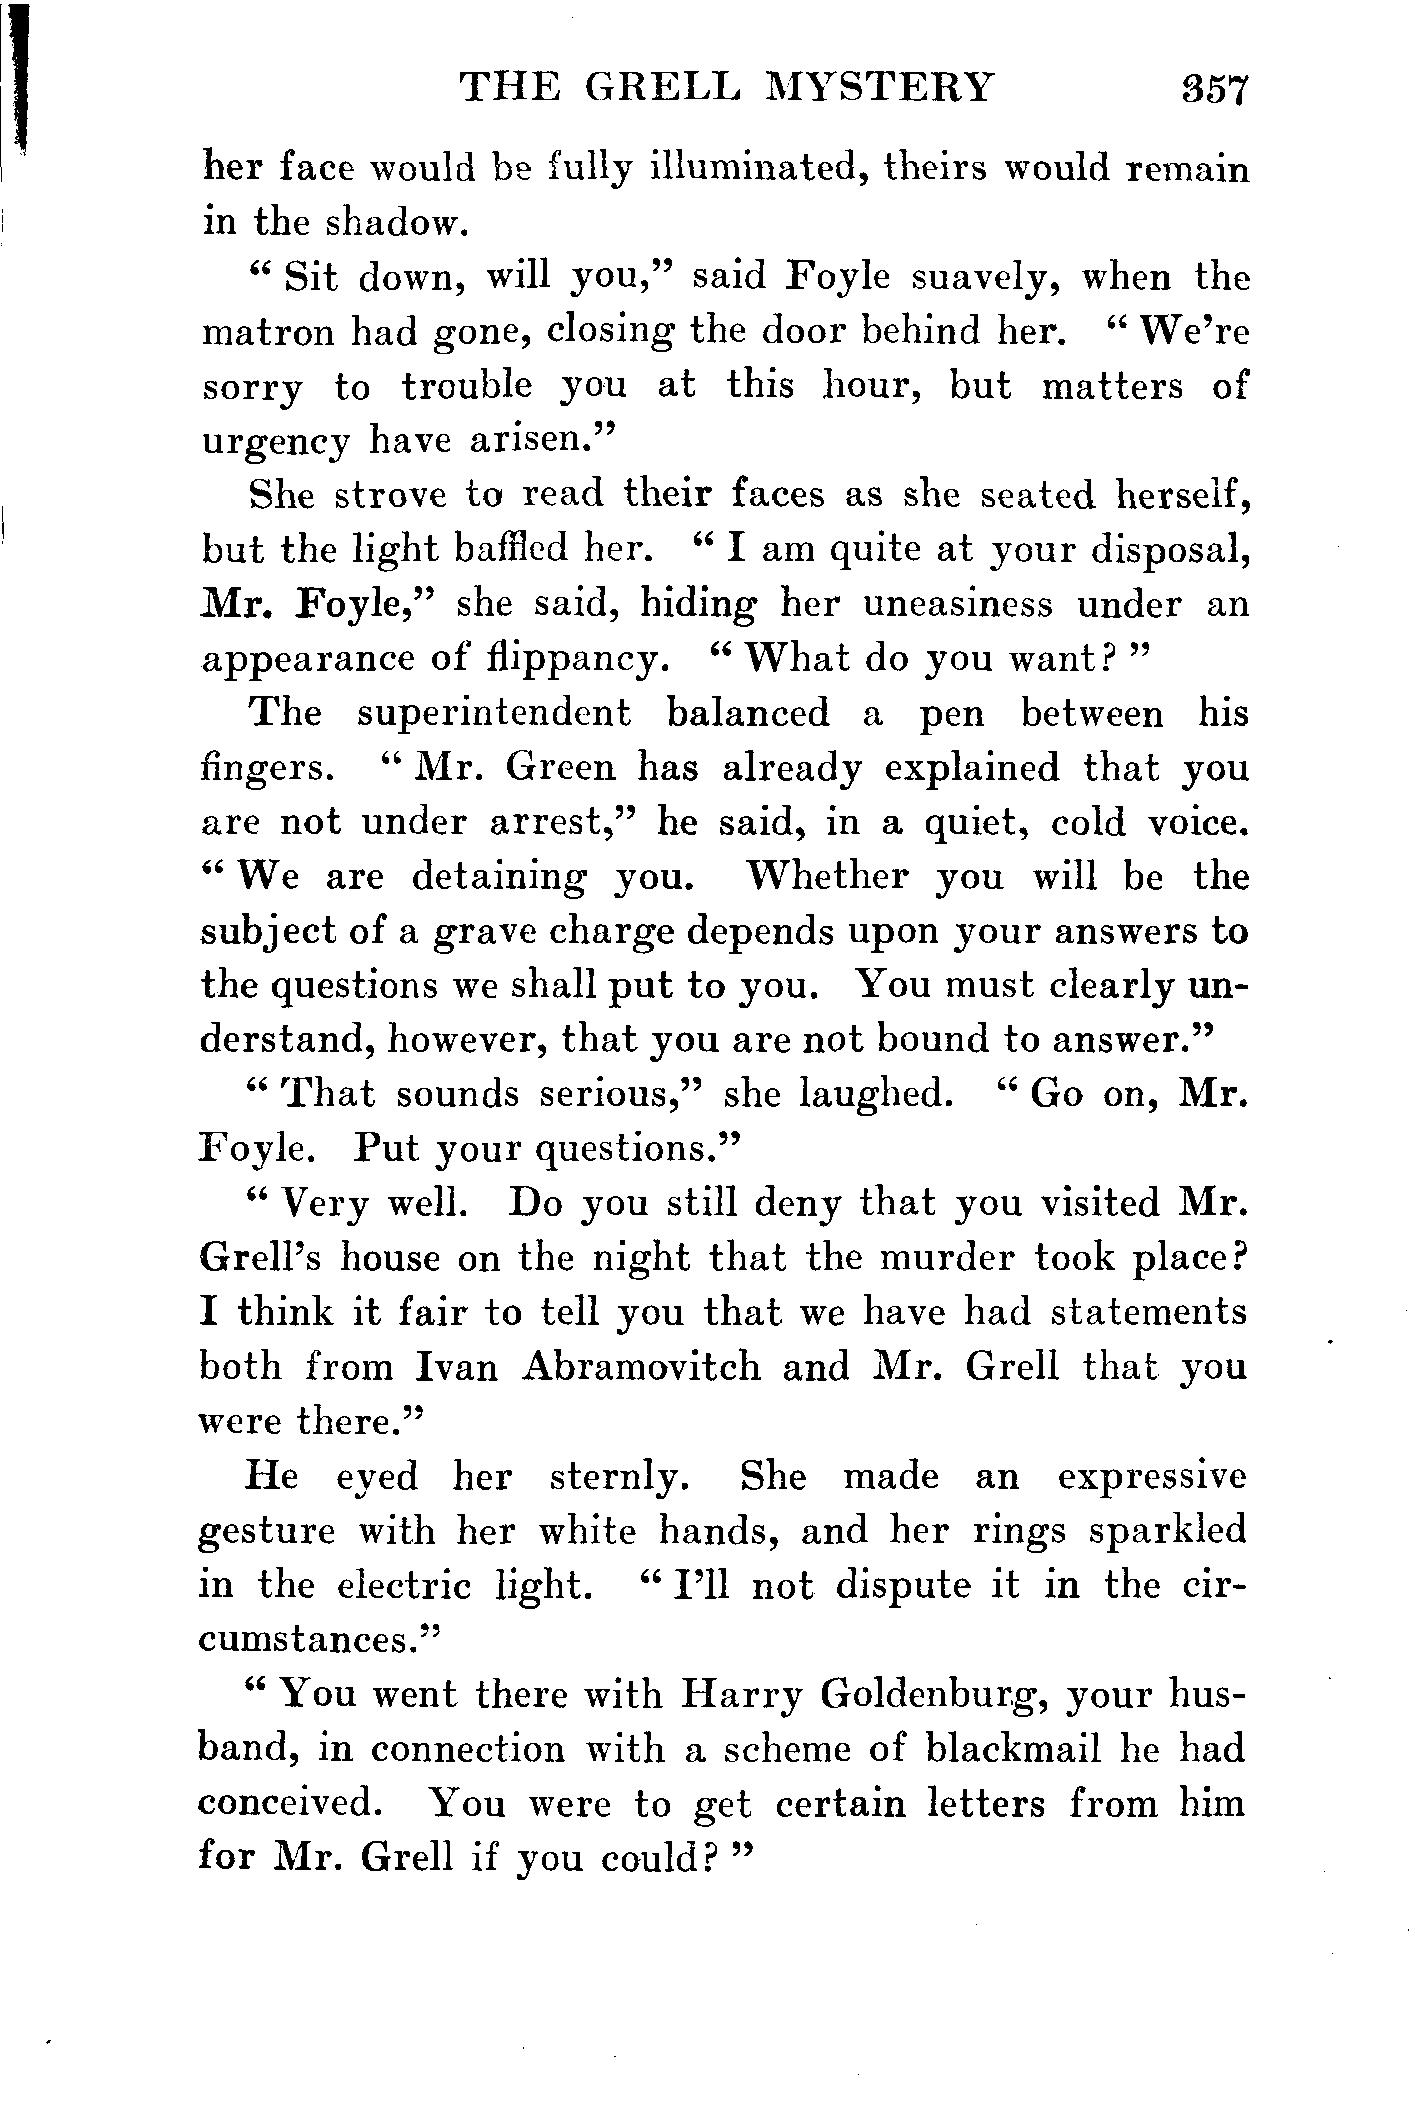 THE GRELL MYSTERY 357
her face would be fully illuminated, theirs would remain
in the shadow.
“ Sit down, will you,” said Foyle suavely, when the
matron had gone, closing the door behind her. “ We’re
sorry to trouble you at this hour, but matters of
urgency have arisen.”
She strove to read their faces as she seated herself,
but the light baffled her. “ I am quite at your disposal,
Mr. Foyle,” she said, hiding her uneasiness under an
appearance of flippancy. “ What do you want? ”
The superintendent balanced a pen between his
fingers. “ Mr. Green has already explained that you
are not under arrest,” he said, in a quiet, cold voice.
“ We are detaining you. Whether you will be the
subject of a grave charge depends upon your answers to
the questions we shall put to you. You must clearly un-
derstand, however, that you are not bound to answer.”
“ That sounds serious,” she laughed. “ Go on, Mr.
Foyle. Put your questions.”
“ Very well. Do you still deny that you visited Mr.
Grell’s house on the night that the murder took place?
I think it fair to tell you that we have had statements
both from Ivan Abramovitch and Mr. Grell that you
were there.”
He eyed her sternly. She made an expressive
gesture with her white hands, and her rings sparkled
in the electric light. “ I’ll not dispute it in the cir-
cumstances.”
“ You went there with Harry Goldenburg, your hus-
band, in connection with a scheme of blackmail he had
conceived. You were to get certain letters from him
for Mr. Grell if you could? ”